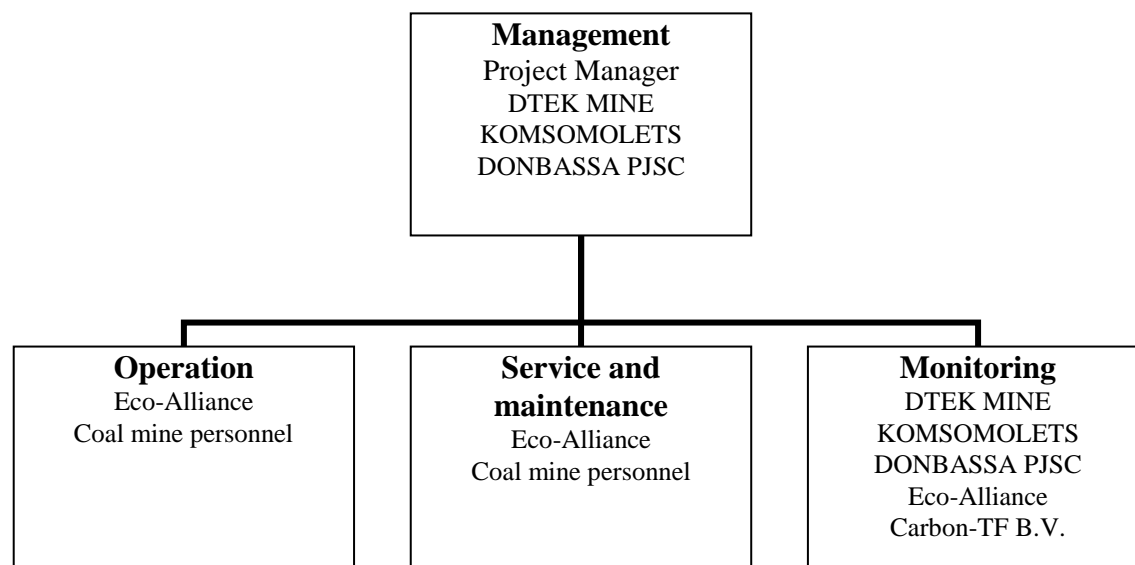 Management
Project Manager
DTEK MINE
KOMSOMOLETS
DONBASSA PJSC
Operation
Eco-Alliance
Coal mine personnel
Service and
maintenance
Eco-Alliance
Coal mine personnel
Monitoring
DTEK MINE
KOMSOMOLETS
DONBASSA PJSC
Eco-Alliance
Carbon-TF B.V.